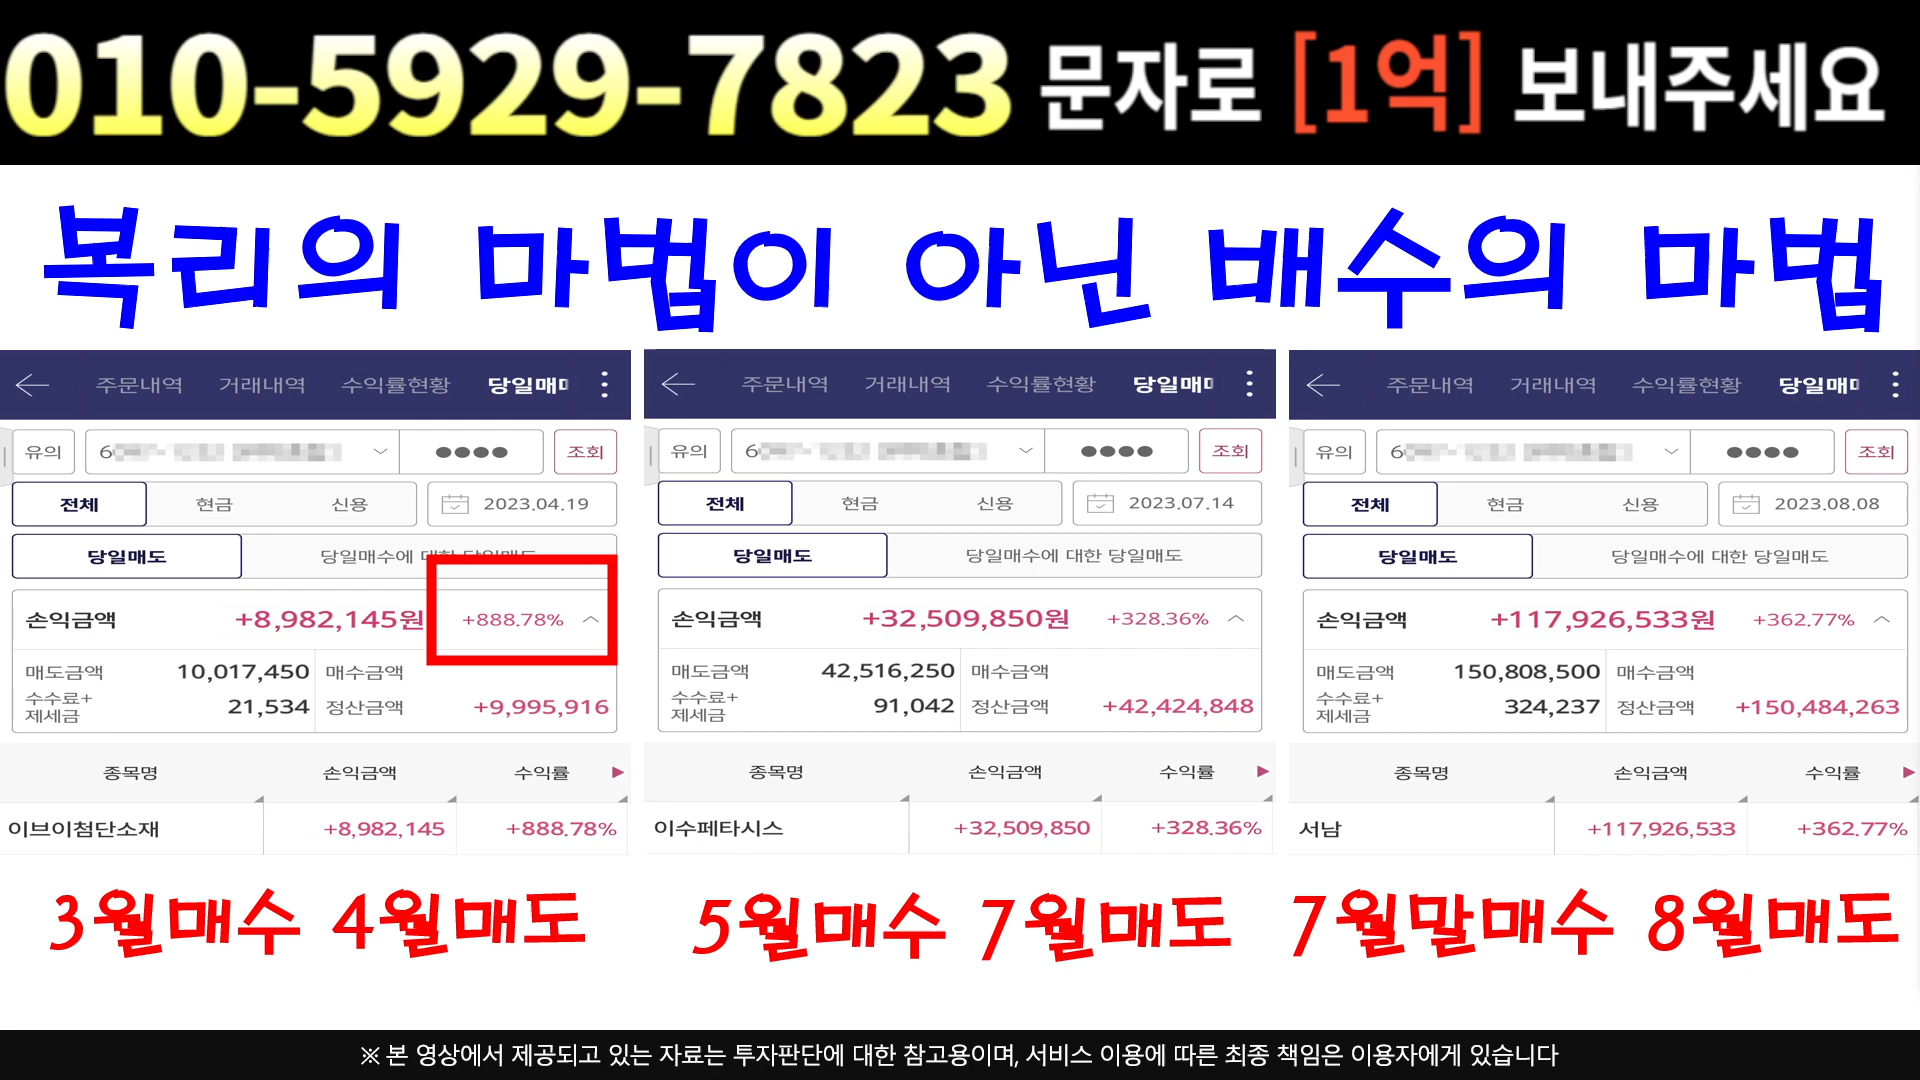 010-5929-7823 문자로 [1억] 보내주세요
복리의 마법이 아닌 배수의 마법
주문내역 거래내역 수익률현황 당일매
유의 6 ●●●● 조회
전체 현금 신용 2023.04.19
당일매도 당일매수에 대한 당일매도
손익금액 +8,982,145원 +888.78%
매도금액 10,017,450 매수금액
수수료+
제세금 21,534 정산금액 +9,995,916
종목명 손익금액 수익률
이브이첨단소재 +8,982,145 +888.78%
3월매수 4월매도
주문내역 거래내역 수익률현황 당일매
유의 6 ●●●● 조회
전체 현금 신용 2023.07.14
당일매도 당일매수에 대한 당일매도
손익금액 +32,509,850원 +328.36%
매도금액 42,516,250 매수금액
수수료+
제세금 91,042 정산금액 +42,424,848
종목명 손익금액 수익률
이수페타시스 +32,509,850 +328.36%
5월매수 7월매도
주문내역 거래내역 수익률현황 당일매
유의 6 ●●●● 조회
전체 현금 신용 2023.08.08
당일매도 당일매수에 대한 당일매도
손익금액 +117,926,533원 +362.77%
매도금액 150,808,500 매수금액
수수료+
제세금 324,237 정산금액 +150,484,263
종목명 손익금액 수익률
서남 +117,926,533 +362.77%
7월말매수 8월매도
※ 본 영상에서 제공되고 있는 자료는 투자판단에 대한 참고용이며, 서비스 이용에 따른 최종 책임은 이용자에게 있습니다